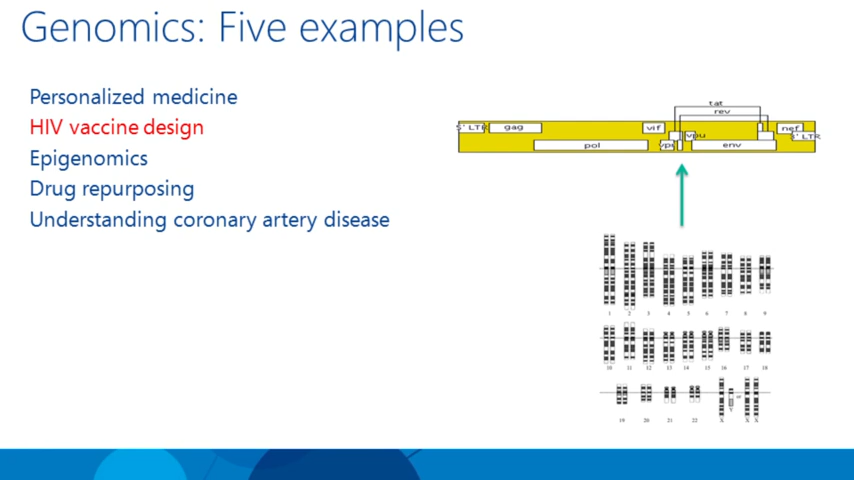 Genomics: Five examples
Personalized medicine
HIV vaccine design
Epigenomics
Drug repurposing
Understanding coronary artery disease
tat
rev
5' LTR gag vif vpu nef
3' LTR
pol vpr env
1 2 3 4 5 6 7 8 9
10 11 12 13 14 15 16 17 18
or
Y
19 20 21 22 X X X